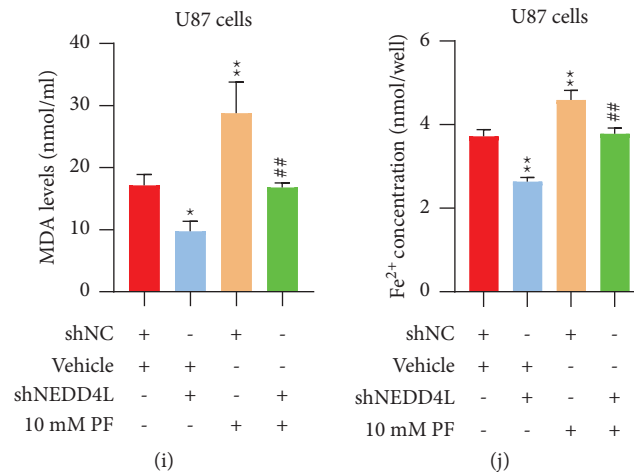 U87 cells
MDA levels (nmol/ml)
40
30
20
10
0
*
**
##
shNC + - + -
Vehicle + + - -
shNEDD4L - + - +
10 mM PF - - + +
(i)
U87 cells
Fe²⁺ concentration (nmol/well)
6
4
2
0
**
**
##
shNC + - + -
Vehicle + + - -
shNEDD4L - + - +
10 mM PF - - + +
(j)